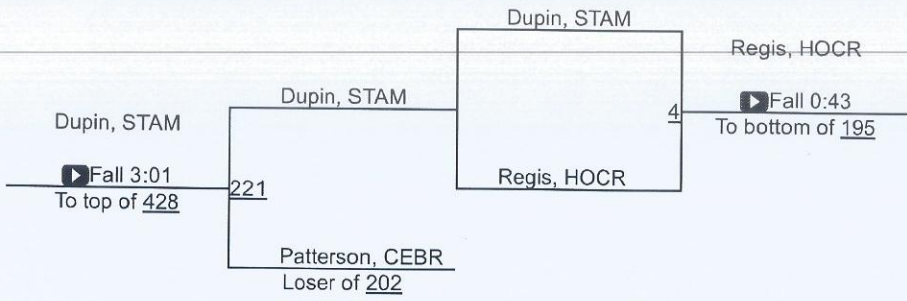 Dupin, STAM
Regis, HOCR
Dupin, STAM
4
Fall 0:43
Dupin, STAM
To bottom of 195
Fall 3:01
221
Regis, HOCR
To top of 428
Patterson, CEBR
Loser of 202